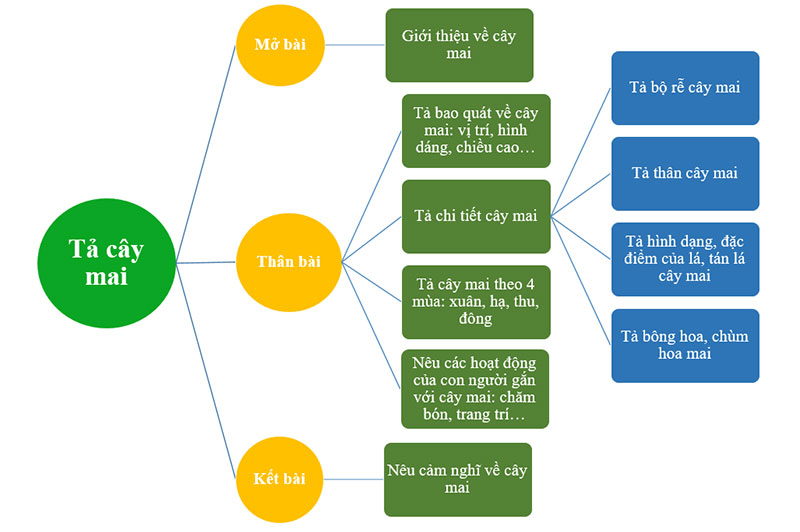 Tả cây
mai
Mở bài
Giới thiệu về cây
mai
Thân bài
Tả bao quát về cây
mai: vị trí, hình
dáng, chiều cao…
Tả chi tiết cây mai
Tả bộ rễ cây mai
Tả thân cây mai
Tả hình dạng, đặc
điểm của lá, tán lá
cây mai
Tả bông hoa, chùm
hoa mai
Tả cây mai theo 4
mùa: xuân, hạ, thu,
đông
Nêu các hoạt động
của con người gắn
với cây mai: chăm
bón, trang trí…
Kết bài
Nêu cảm nghĩ về cây
mai